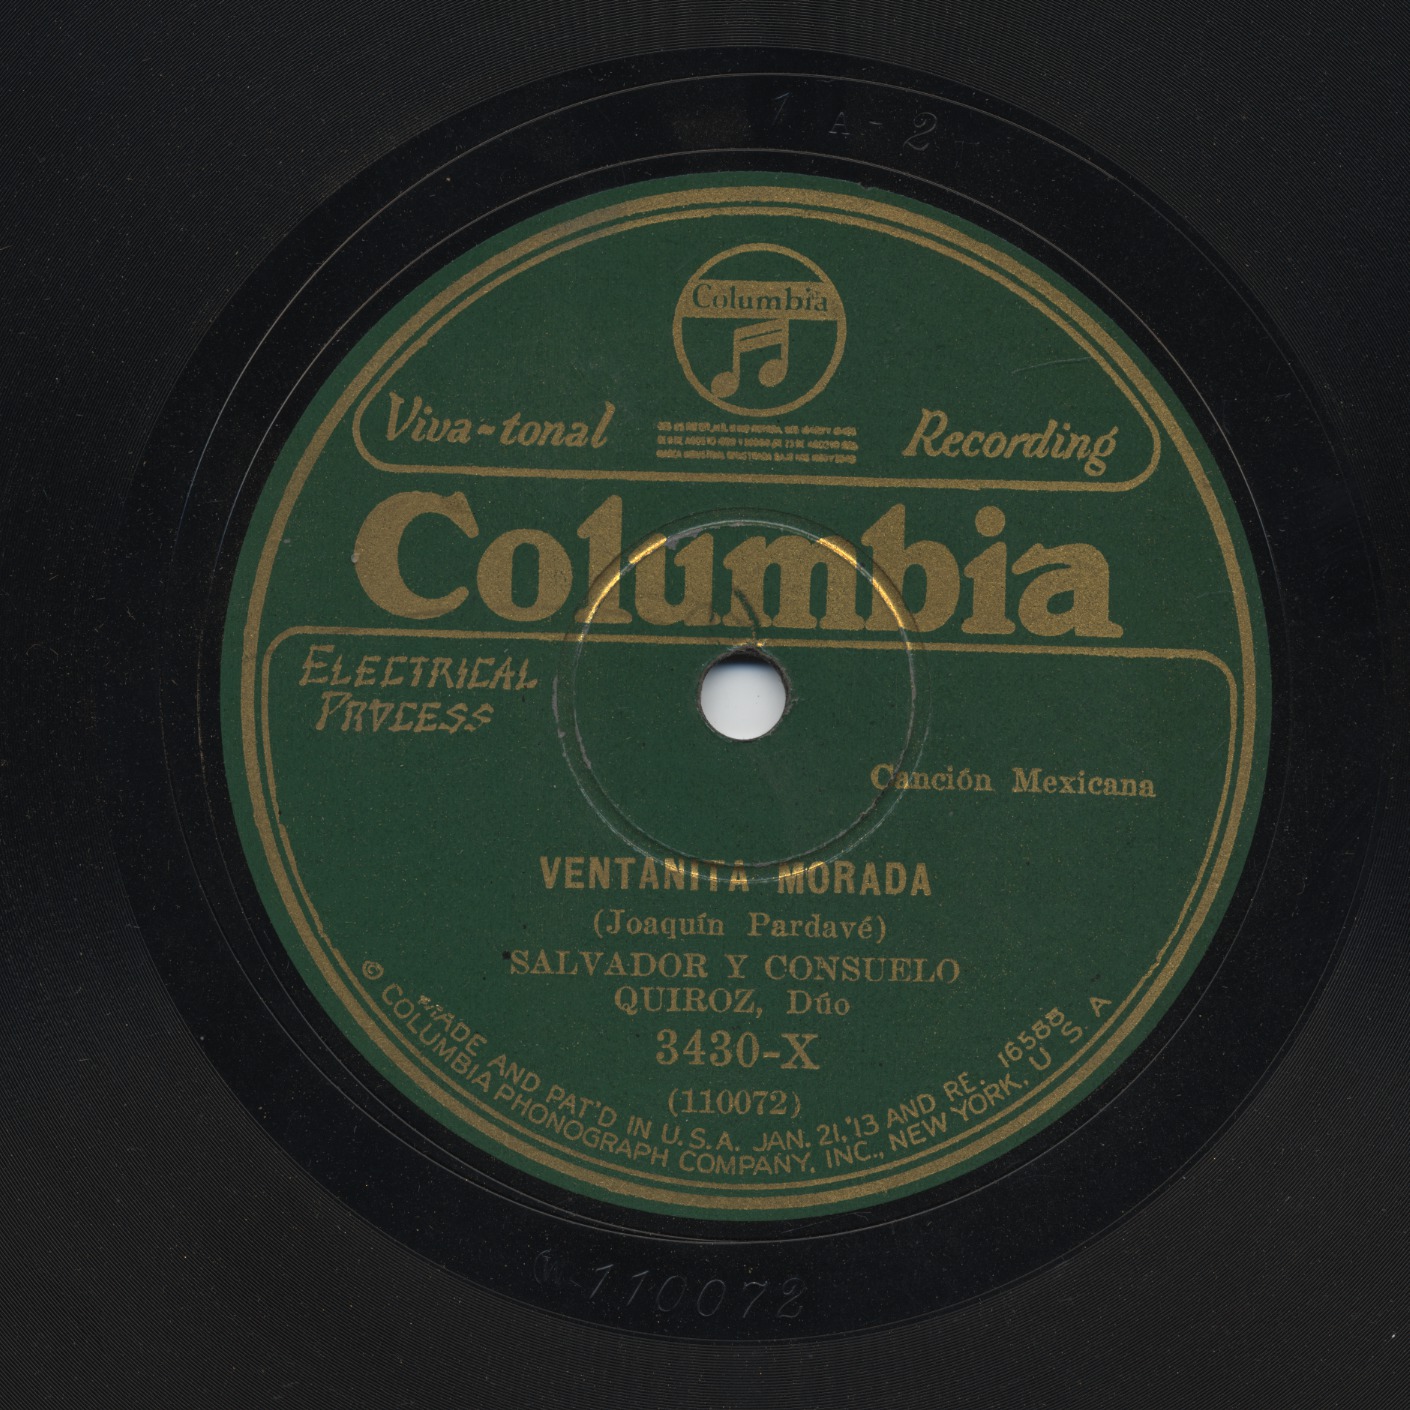 1 A-2
Columbia
Viva-tonal Recording
Columbia
ELECTRICAL
PROCESS
Canción Mexicana
VENTANITA MORADA
(Joaquín Pardavé)
SALVADOR Y CONSUELO
QUIROZ, Dúo
3430-X
(110072)
MADE AND PAT'D IN U.S.A. JAN. 21, '13 AND RE. 16588
© COLUMBIA PHONOGRAPH COMPANY, INC., NEW YORK, U S A
W-110072